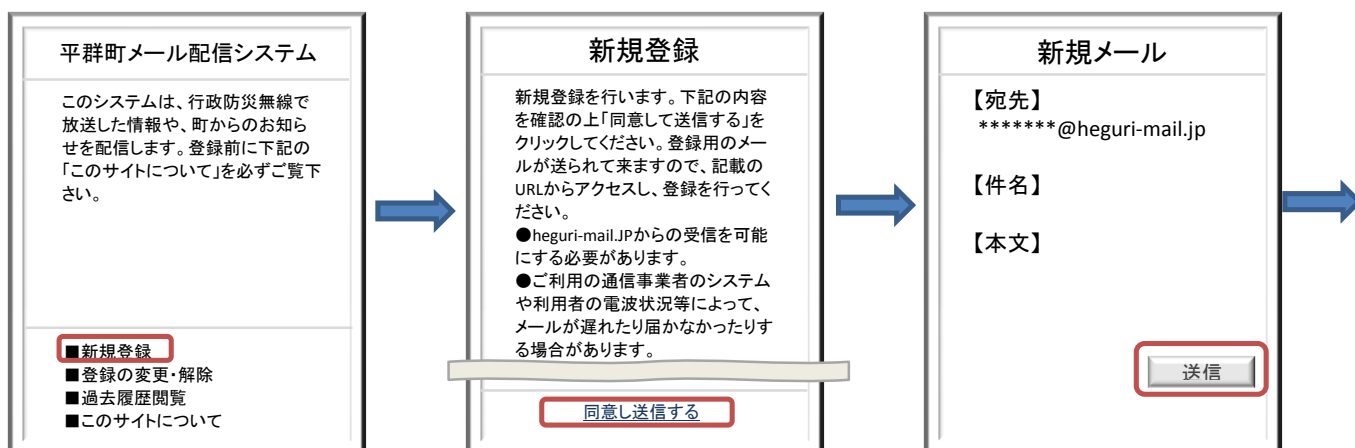 平群町メール配信システム
このシステムは、行政防災無線で
放送した情報や、町からのお知ら
せを配信します。登録前に下記の
「このサイトについて」を必ずご覧下
さい。
■新規登録
■登録の変更・解除
■過去履歴閲覧
■このサイトについて
新規登録
新規登録を行います。下記の内容
を確認の上「同意して送信する」を
クリックしてください。登録用のメー
ルが送られて来ますので、記載の
URLからアクセスし、登録を行ってく
ださい。
●heguri-mail.JPからの受信を可能
にする必要があります。
●ご利用の通信事業者のシステム
や利用者の電波状況等によって、
メールが遅れたり届かなかったりす
る場合があります。
同意し送信する
新規メール
【宛先】
*******@heguri-mail.jp
【件名】
【本文】
送信